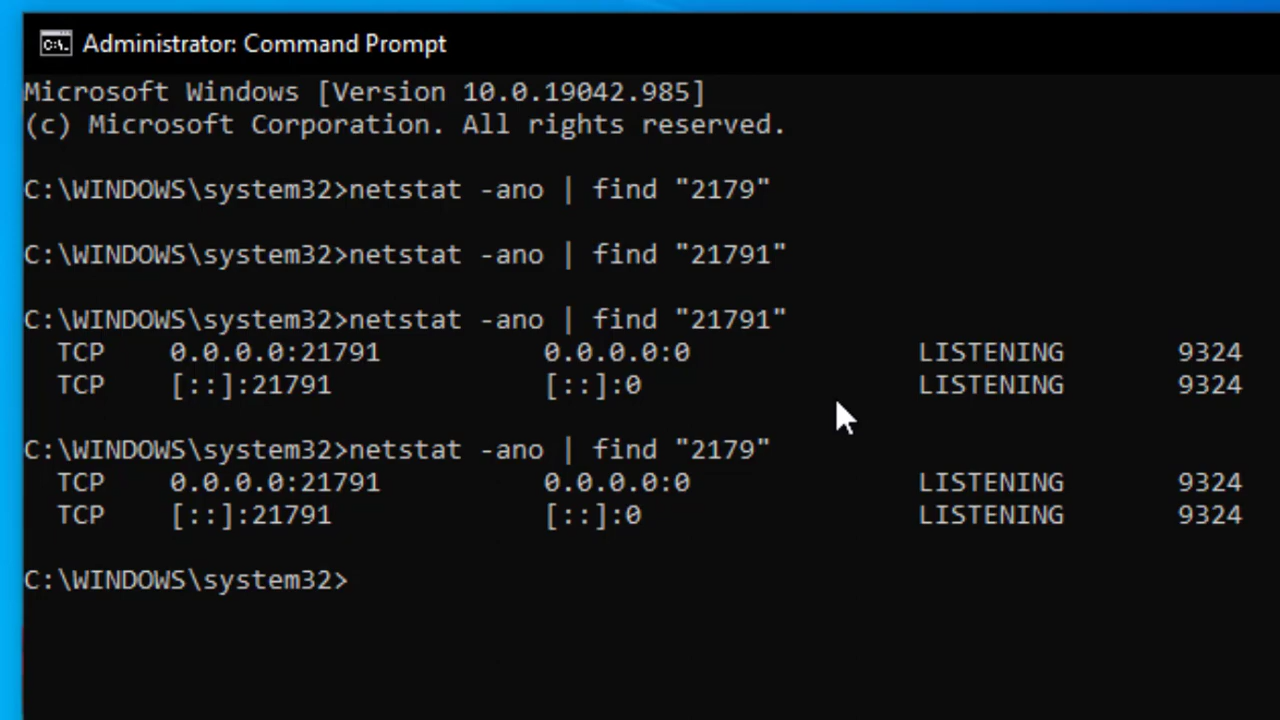 Administrator: Command Prompt
Microsoft Windows [Version 10.0.19042.985]
(c) Microsoft Corporation. All rights reserved.
C:\WINDOWS\system32>netstat -ano | find "2179"
C:\WINDOWS\system32>netstat -ano | find "21791"
C:\WINDOWS\system32>netstat -ano | find "21791"
TCP 0.0.0.0:21791 0.0.0.0:0 LISTENING 9324
TCP [::]:21791 [::]:0 LISTENING 9324
C:\WINDOWS\system32>netstat -ano | find "2179"
TCP 0.0.0.0:21791 0.0.0.0:0 LISTENING 9324
TCP [::]:21791 [::]:0 LISTENING 9324
C:\WINDOWS\system32>